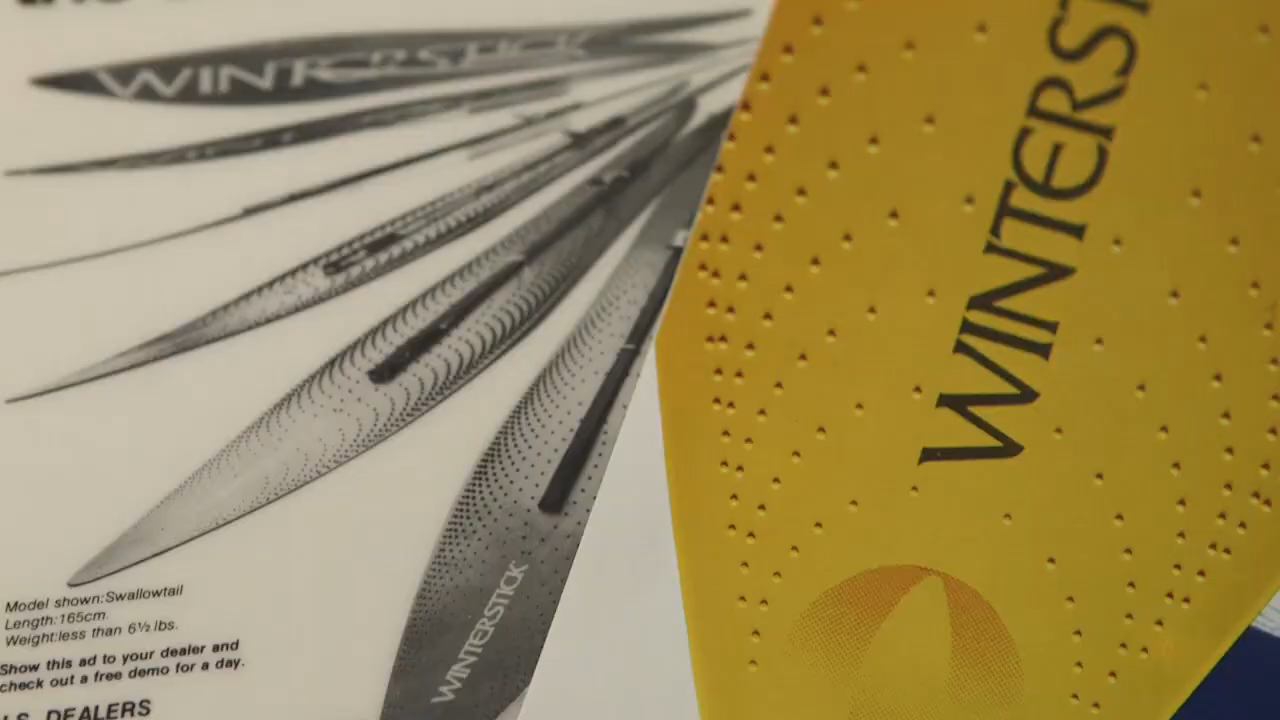 WINTERSTICK
WINTERSTICK
Model shown:Swallowtail
Length:165cm.
Weight:less than 6½ lbs.
Show this ad to your dealer and
check out a free demo for a day.
DEALERS
WINTERST